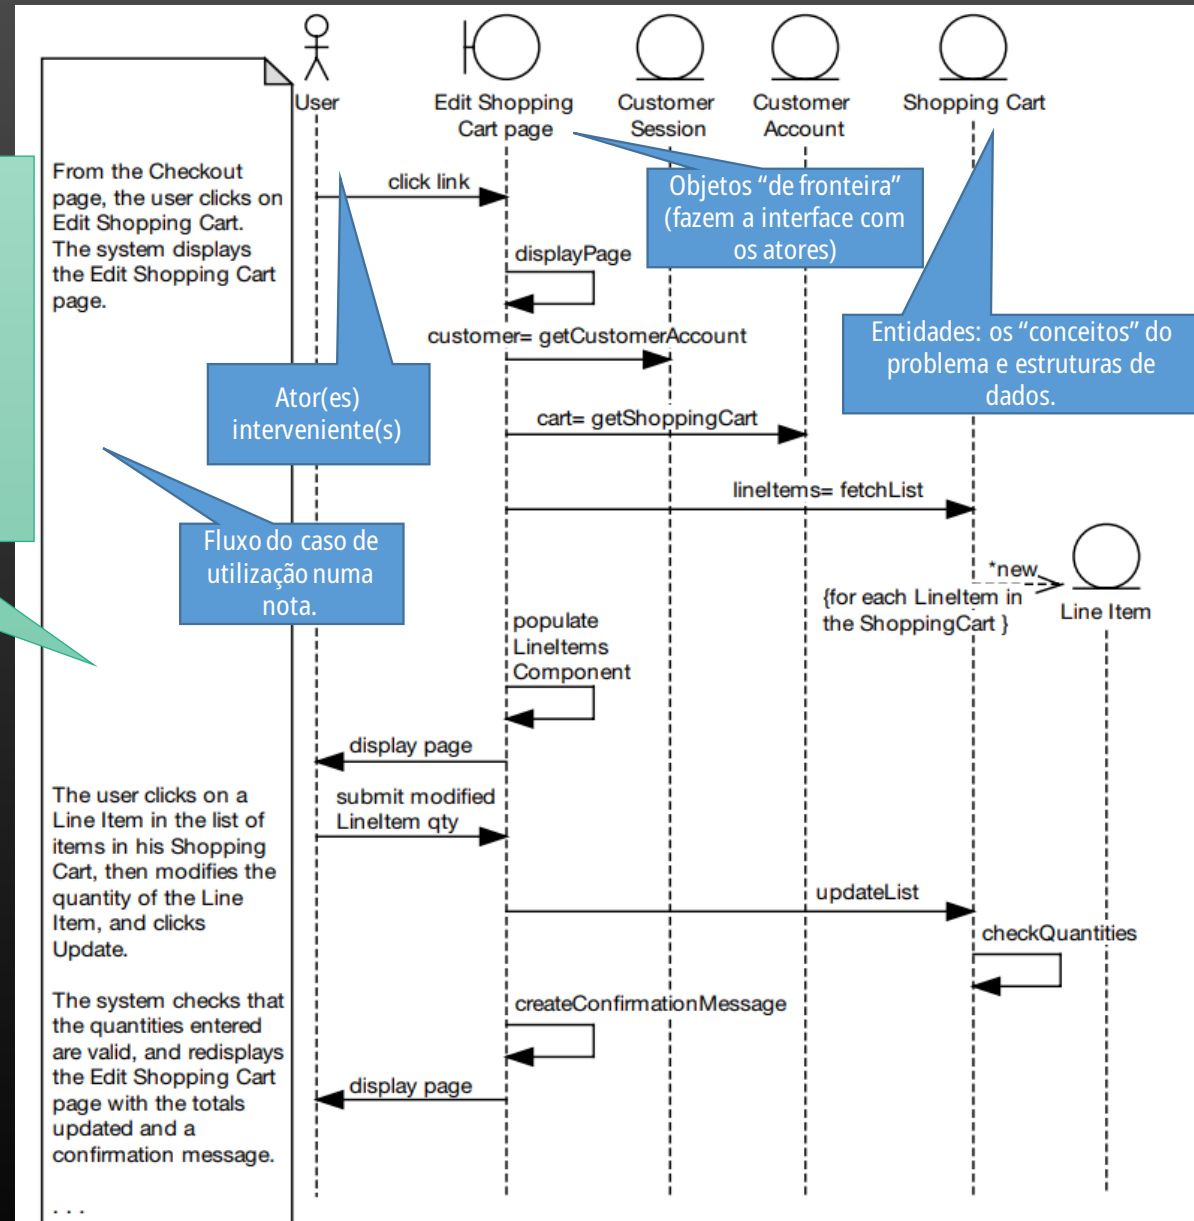 User
Edit Shopping
Cart page
Customer
Session
Customer
Account
Shopping Cart
From the Checkout
page, the user clicks on
Edit Shopping Cart.
The system displays
the Edit Shopping Cart
page.
click link
Objetos “de fronteira”
(fazem a interface com
os atores)
displayPage
customer= getCustomerAccount
Entidades: os “conceitos” do
problema e estruturas de
dados.
Ator(es)
interveniente(s)
cart= getShoppingCart
lineItems= fetchList
Fluxo do caso de
utilização numa
nota.
*new
{for each LineItem in
the ShoppingCart }
Line Item
populate
LineItems
Component
display page
The user clicks on a
Line Item in the list of
items in his Shopping
Cart, then modifies the
quantity of the Line
Item, and clicks
Update.
submit modified
LineItem qty
updateList
checkQuantities
The system checks that
the quantities entered
are valid, and redisplays
the Edit Shopping Cart
page with the totals
updated and a
confirmation message.
createConfirmationMessage
display page
. . .